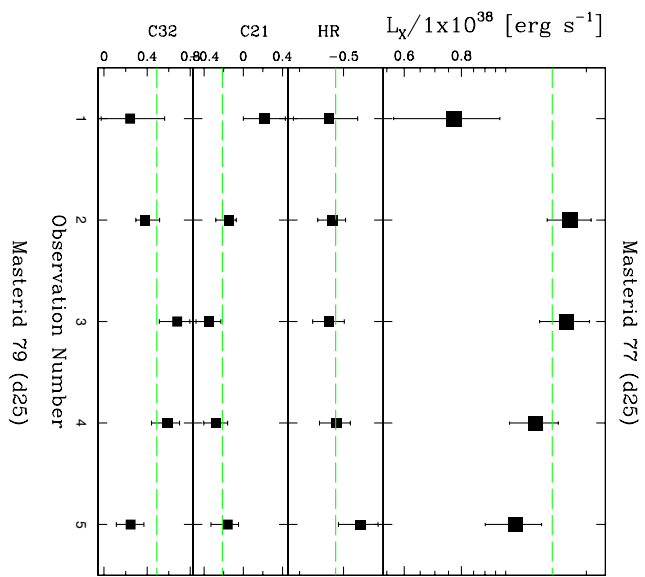 Masterid 77 (d25)
L_X/1x10^38 [erg s^−1]
0.6 0.8
HR
−0.5
C21
−0.4 0 0.4
C32
0 0.4 0.8
1 2 3 4 5
Observation Number
Masterid 79 (d25)